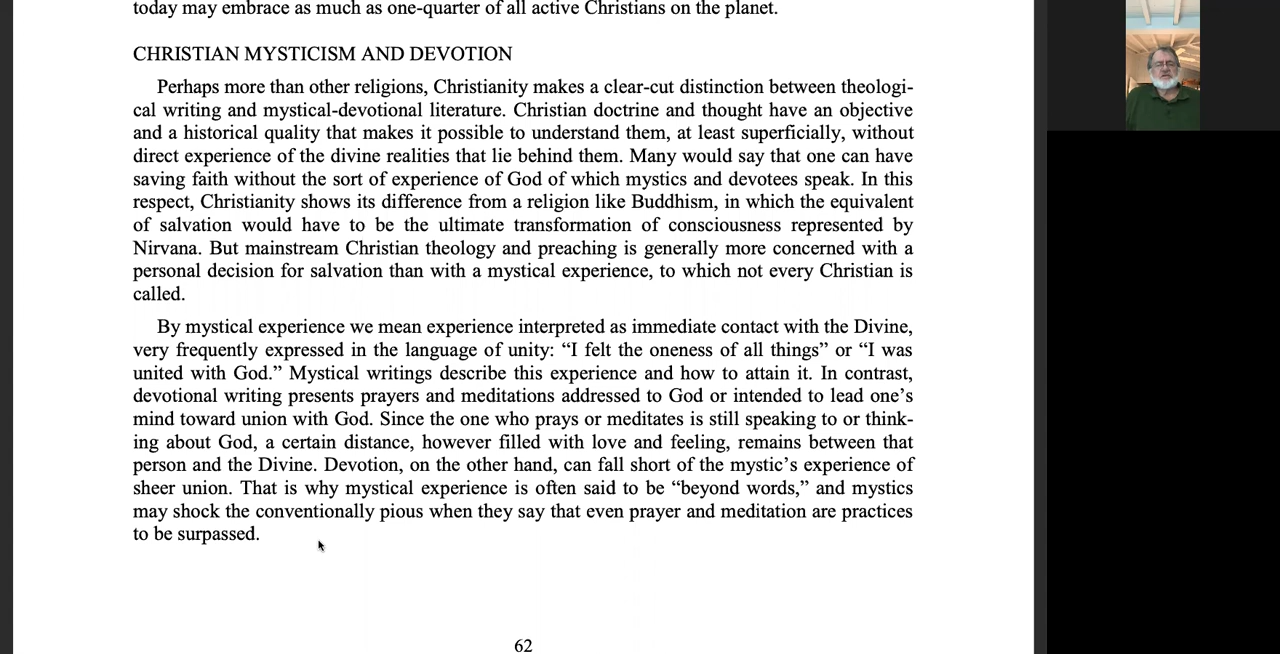 today may embrace as much as one-quarter of all active Christians on the planet.
CHRISTIAN MYSTICISM AND DEVOTION
Perhaps more than other religions, Christianity makes a clear-cut distinction between theologi-
cal writing and mystical-devotional literature. Christian doctrine and thought have an objective
and a historical quality that makes it possible to understand them, at least superficially, without
direct experience of the divine realities that lie behind them. Many would say that one can have
saving faith without the sort of experience of God of which mystics and devotees speak. In this
respect, Christianity shows its difference from a religion like Buddhism, in which the equivalent
of salvation would have to be the ultimate transformation of consciousness represented by
Nirvana. But mainstream Christian theology and preaching is generally more concerned with a
personal decision for salvation than with a mystical experience, to which not every Christian is
called.
By mystical experience we mean experience interpreted as immediate contact with the Divine,
very frequently expressed in the language of unity: “I felt the oneness of all things” or “I was
united with God.” Mystical writings describe this experience and how to attain it. In contrast,
devotional writing presents prayers and meditations addressed to God or intended to lead one’s
mind toward union with God. Since the one who prays or meditates is still speaking to or think-
ing about God, a certain distance, however filled with love and feeling, remains between that
person and the Divine. Devotion, on the other hand, can fall short of the mystic’s experience of
sheer union. That is why mystical experience is often said to be “beyond words,” and mystics
may shock the conventionally pious when they say that even prayer and meditation are practices
to be surpassed.
62